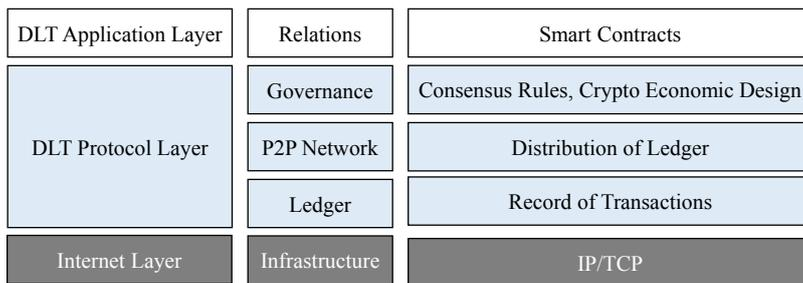 DLT Application Layer
Relations
Smart Contracts
DLT Protocol Layer
Governance
Consensus Rules, Crypto Economic Design
P2P Network
Distribution of Ledger
Ledger
Record of Transactions
Internet Layer
Infrastructure
IP/TCP